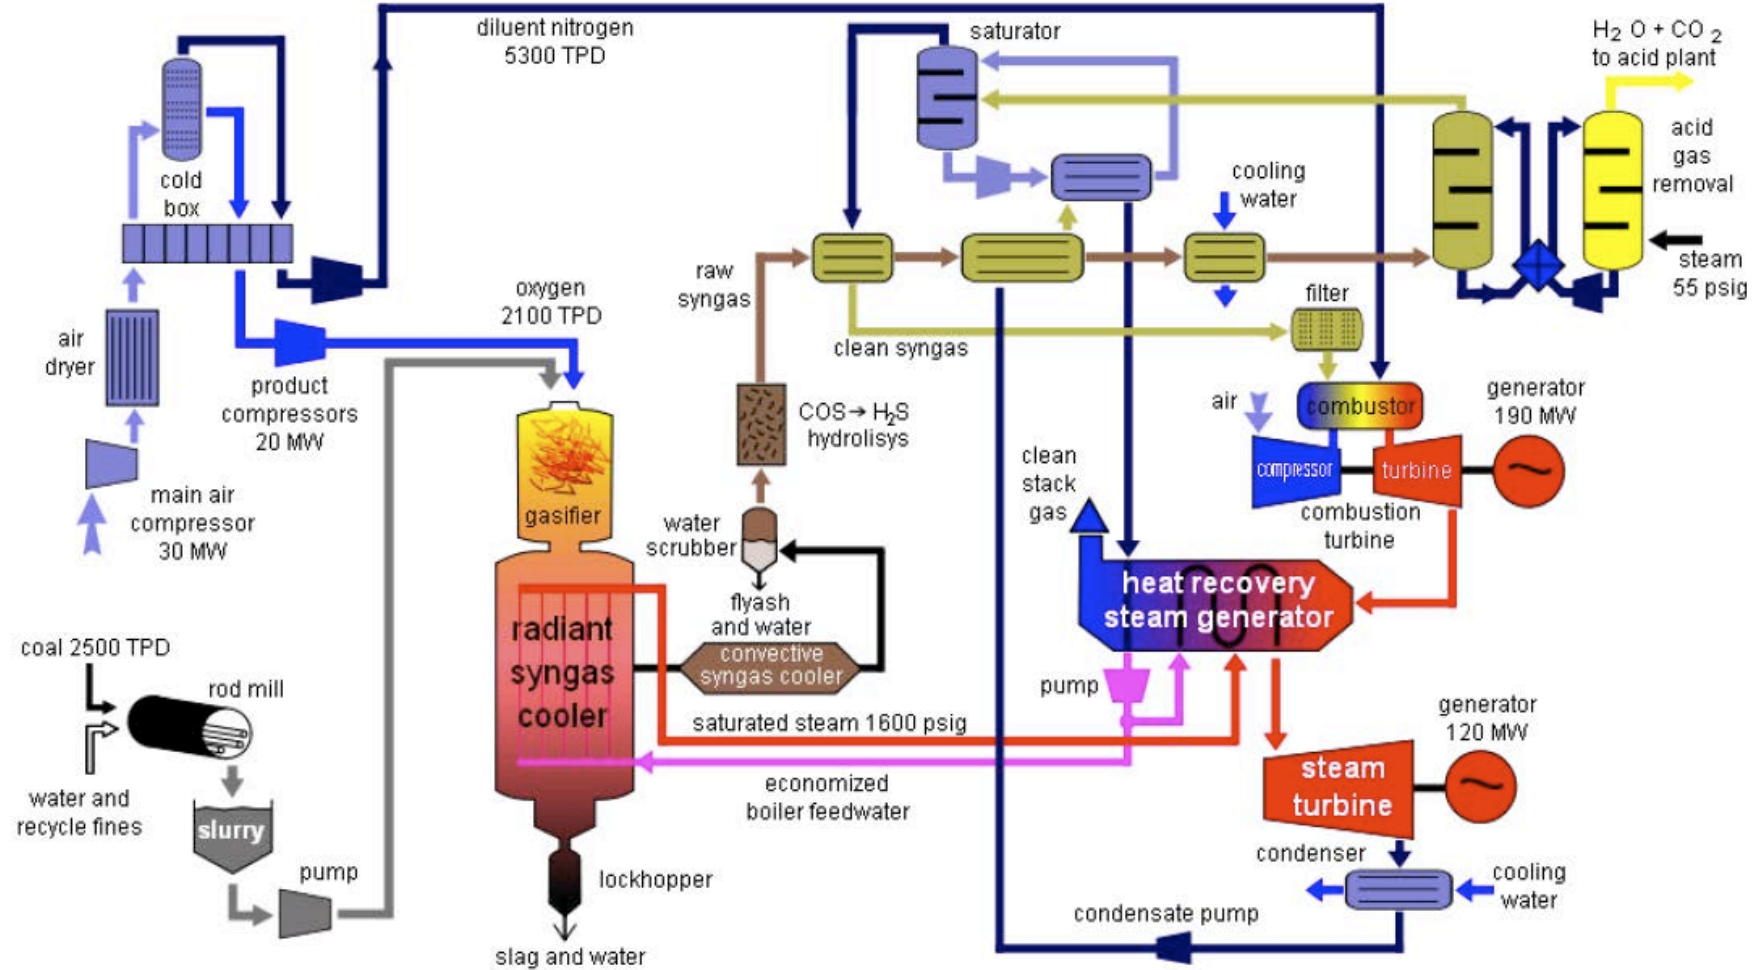 diluent nitrogen
5300 TPD
saturator
H₂ O + CO ₂
to acid plant
acid
gas
removal
cold
box
cooling
water
steam
55 psig
raw
syngas
oxygen
2100 TPD
filter
air
dryer
clean syngas
product
compressors
20 MW
COS→ H₂S
hydrolisys
air
combustor
generator
190 MW
compressor
turbine
combustion
turbine
main air
compressor
30 MW
gasifier
water
scrubber
clean
stack
gas
flyash
and water
heat recovery
steam generator
radiant
syngas
cooler
convective
syngas cooler
coal 2500 TPD
rod mill
pump
saturated steam 1600 psig
generator
120 MW
steam
turbine
water and
recycle fines
slurry
economized
boiler feedwater
pump
lockhopper
condenser
cooling
water
condensate pump
slag and water